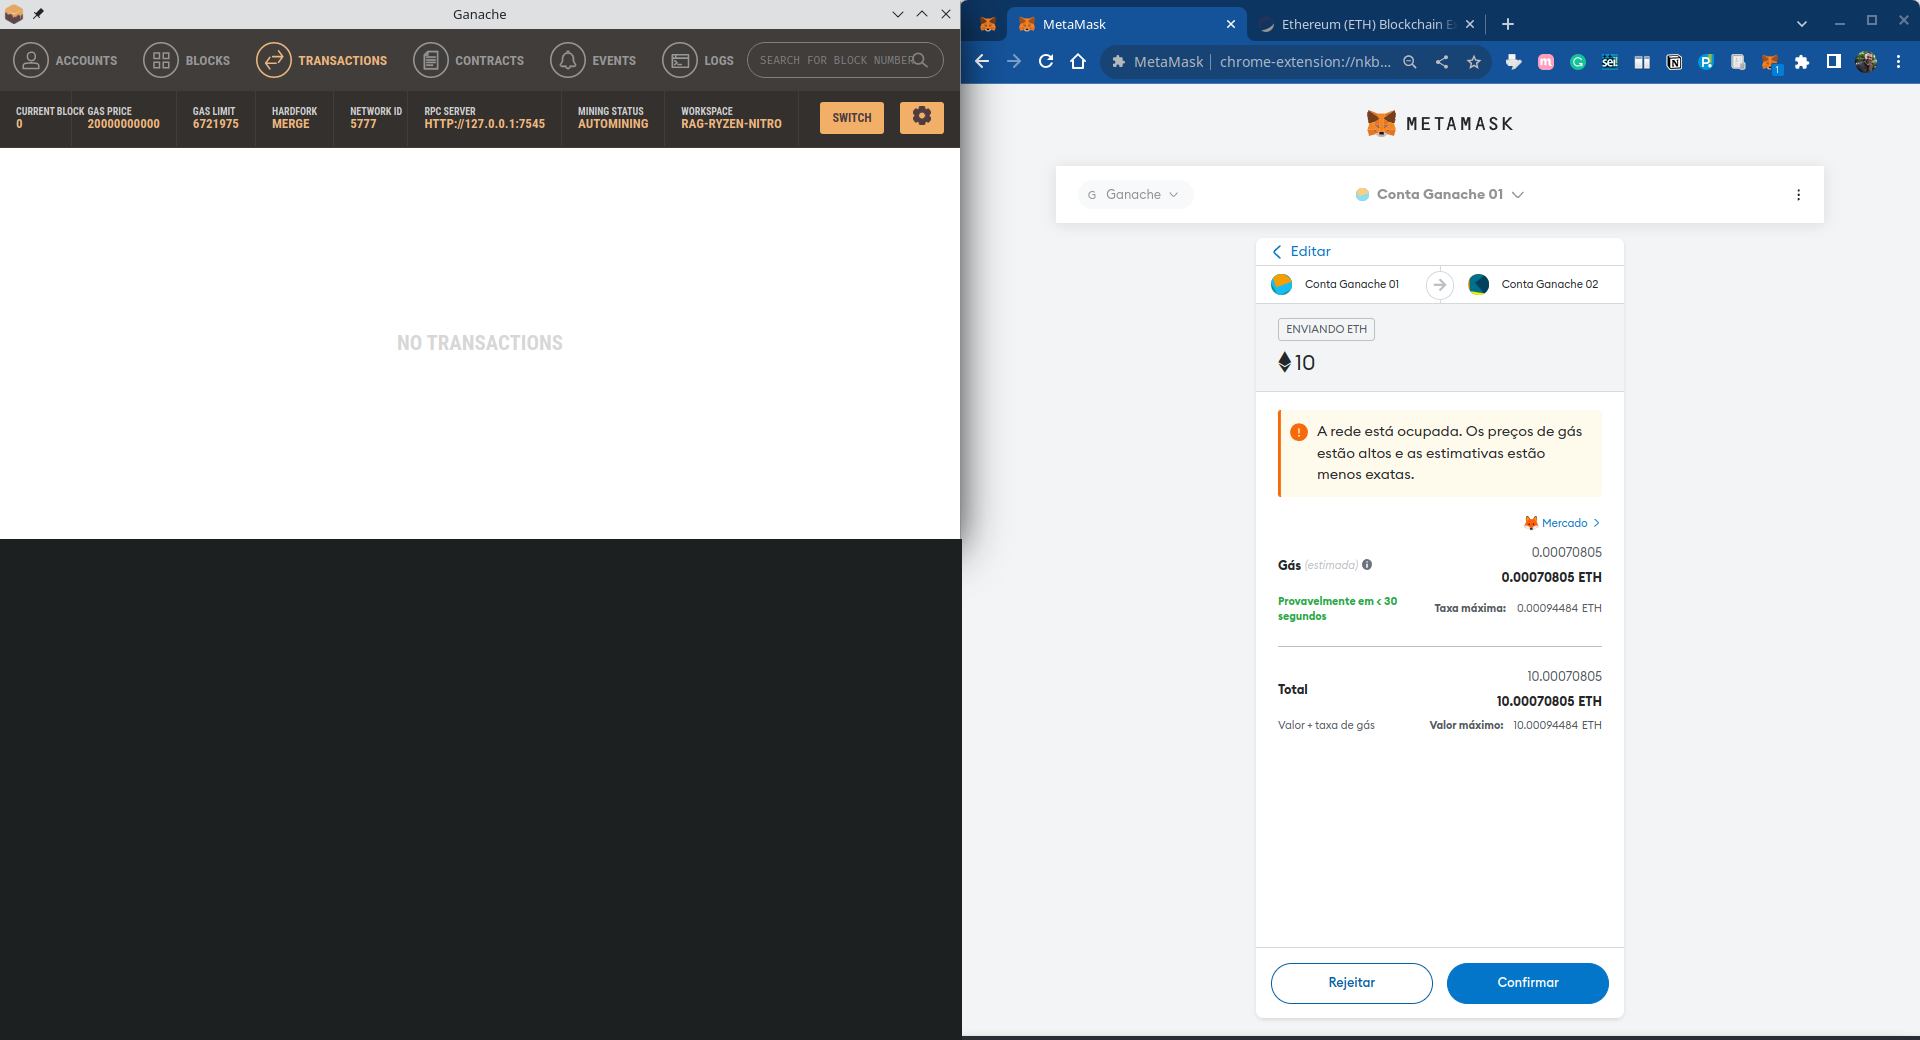 Ganache
ACCOUNTS
BLOCKS
TRANSACTIONS
CONTRACTS
EVENTS
LOGS
SEARCH FOR BLOCK NUMBER
CURRENT BLOCK
0
GAS PRICE
20000000000
GAS LIMIT
6721975
HARDFORK
MERGE
NETWORK ID
5777
RPC SERVER
HTTP://127.0.0.1:7545
MINING STATUS
AUTOMINING
WORKSPACE
RAG-RYZEN-NITRO
SWITCH
NO TRANSACTIONS
MetaMask
Ethereum (ETH) Blockchain E
MetaMask
chrome-extension://nkb...
seil
1
METAMASK
G Ganache
Conta Ganache 01
Editar
Conta Ganache 01
Conta Ganache 02
ENVIANDO ETH
10
A rede está ocupada. Os preços de gás
estão altos e as estimativas estão
menos exatas.
Mercado
0.00070805
Gás (estimada)
0.00070805 ETH
Provavelmente em < 30
segundos
Taxa máxima: 0.00094484 ETH
10.00070805
Total
10.00070805 ETH
Valor + taxa de gás
Valor máximo: 10.00094484 ETH
Rejeitar
Confirmar